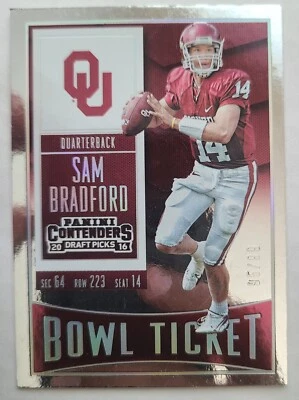 OU
QUARTERBACK
SAM
BRADFORD
PANINI
CONTENDERS
20 DRAFT PICKS 16
SEC 64 ROW 223 SEAT 14
14
14
BOWL TICKET